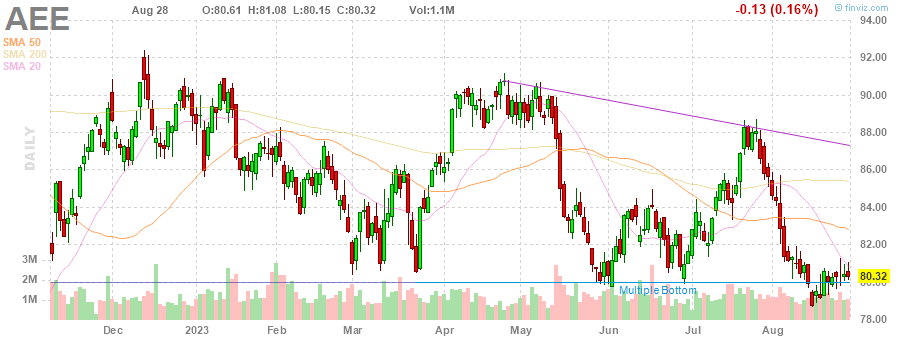 AEE
Aug 28 O:80.61 H:81.08 L:80.15 C:80.32 Vol:1.1M -0.13 (0.16%)
© finviz.com
SMA 50
SMA 200
SMA 20
DAILY
94.00
92.00
90.00
88.00
86.00
84.00
82.00
80.32
80.00
78.00
3M
2M
1M
Multiple Bottom
Dec 2023 Feb Mar Apr May Jun Jul Aug